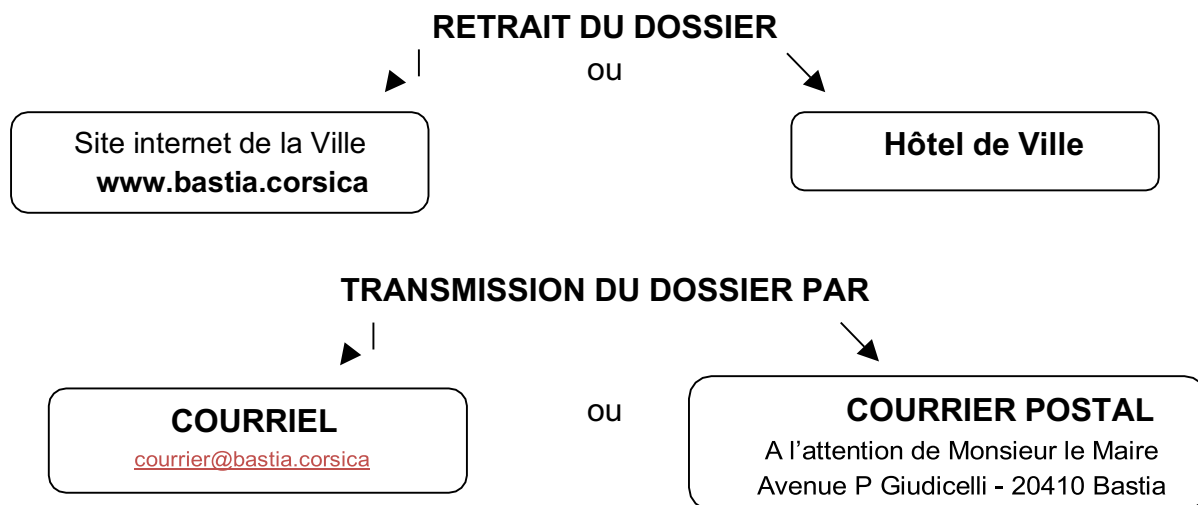 RETRAIT DU DOSSIER
ou
Site internet de la Ville
www.bastia.corsica
Hôtel de Ville
TRANSMISSION DU DOSSIER PAR
COURRIEL
courrier@bastia.corsica
ou
COURRIER POSTAL
A l’attention de Monsieur le Maire
Avenue P Giudicelli - 20410 Bastia